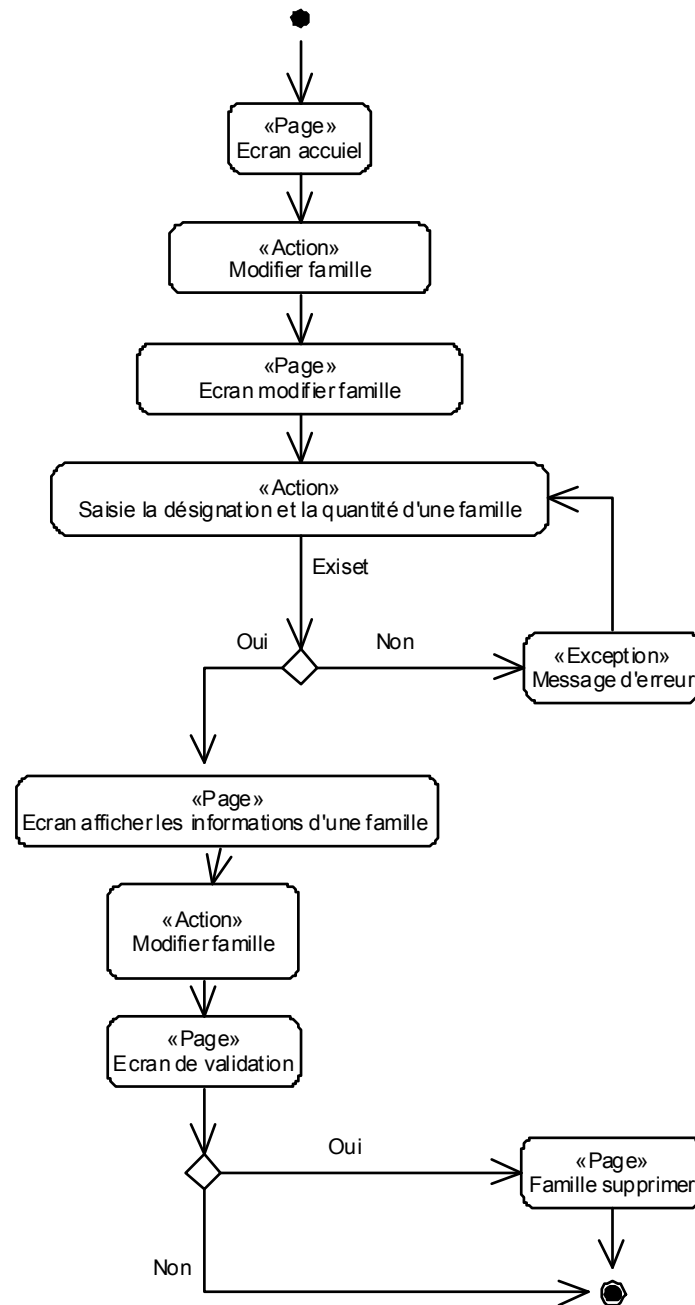 «Page»
Ecran accuiel
«Action»
Modifier famille
«Page»
Ecran modifier famille
«Action»
Saisie la désignation et la quantité d'une famille
Exiset
Oui
Non
«Exception»
Message d'erreur
«Page»
Ecran afficher les informations d'une famille
«Action»
Modifier famille
«Page»
Ecran de validation
Oui
«Page»
Famille supprimer
Non